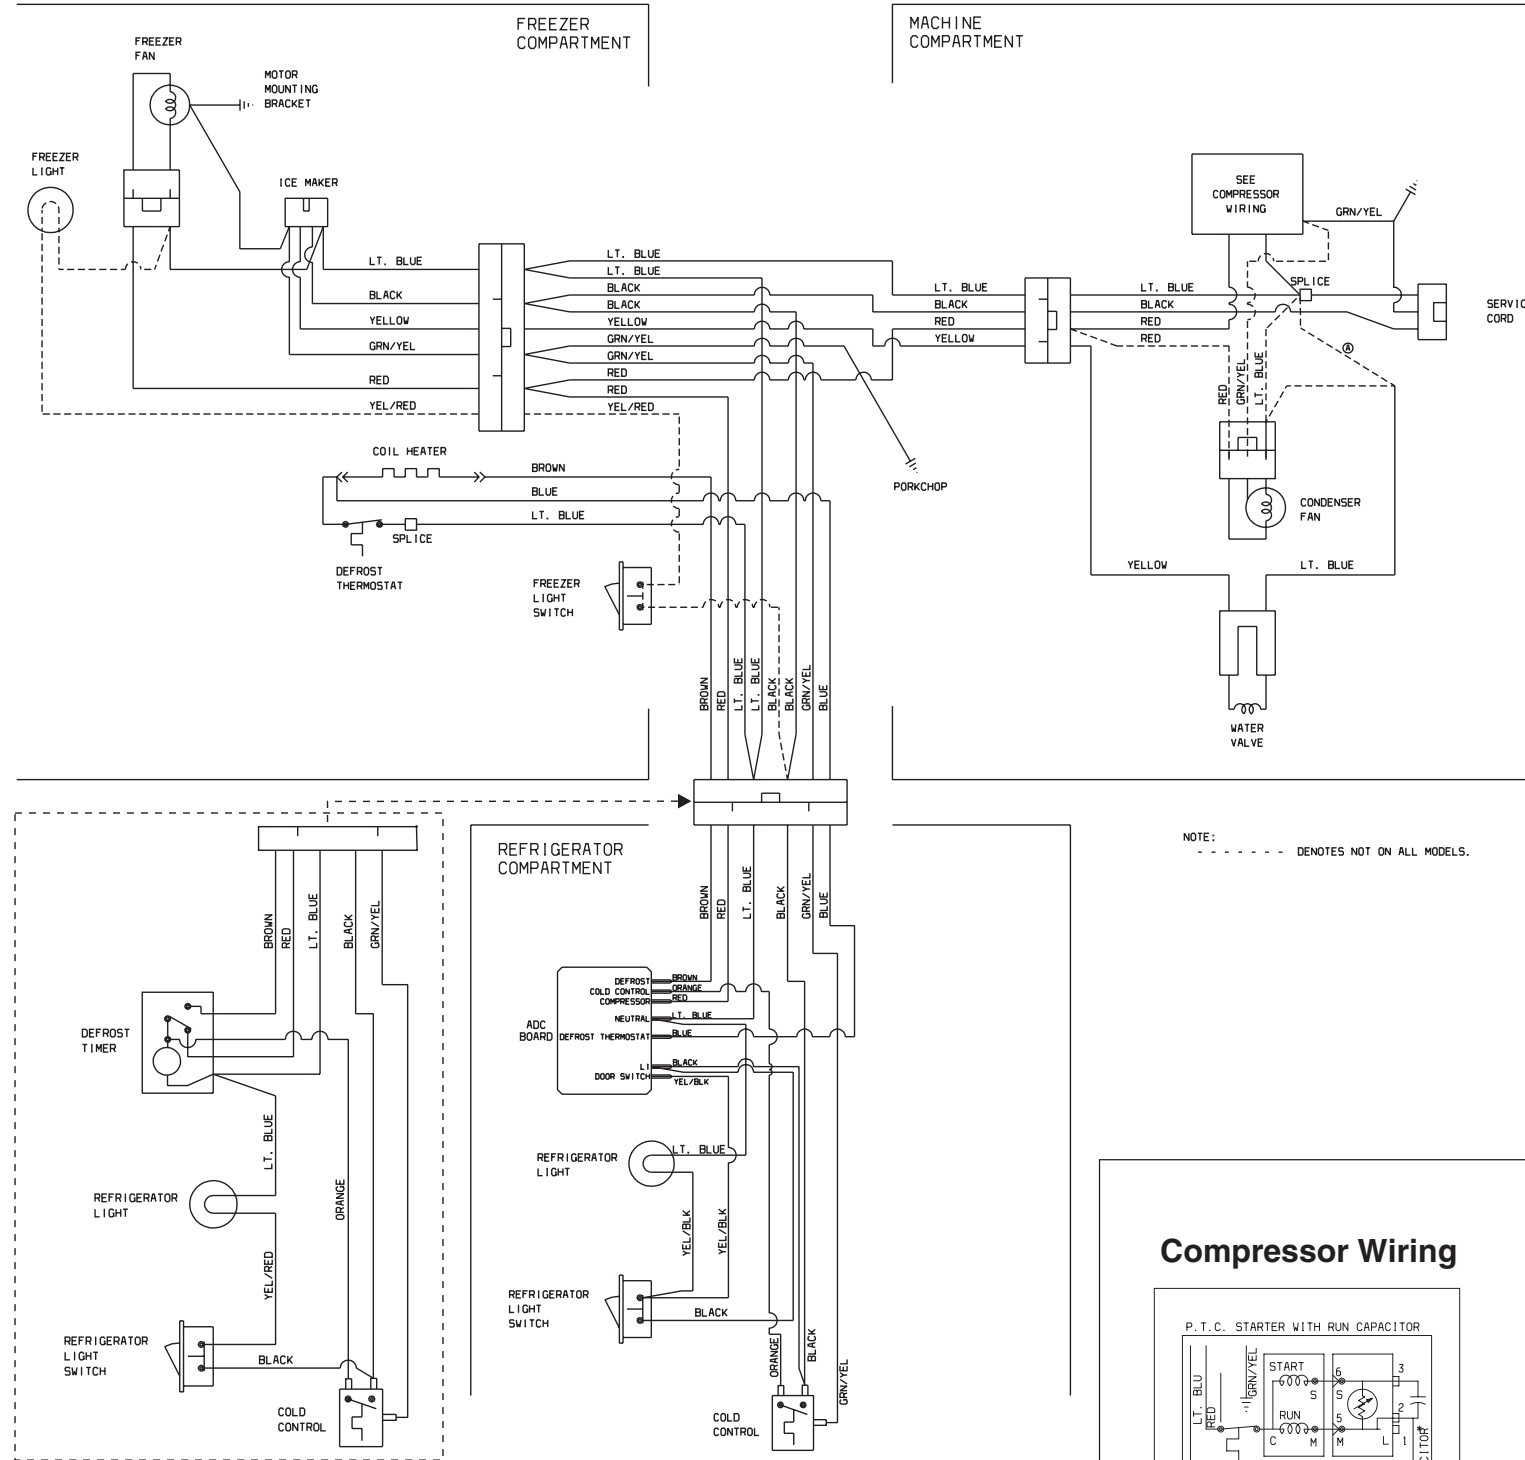 FREEZER
COMPARTMENT
MACHINE
COMPARTMENT
FREEZER
FAN
MOTOR
MOUNTING
BRACKET
FREEZER
LIGHT
ICE MAKER
LT. BLUE
BLACK
YELLOW
GRN/YEL
RED
YEL/RED
LT. BLUE
LT. BLUE
BLACK
BLACK
YELLOW
GRN/YEL
GRN/YEL
RED
RED
YEL/RED
LT. BLUE
BLACK
RED
YELLOW
SEE
COMPRESSOR
WIRING
GRN/YEL
SPLICE
LT. BLUE
BLACK
RED
RED
SERVIC
CORD
A
RED
GRN/YEL
LT. BLUE
CONDENSER
FAN
YELLOW
LT. BLUE
WATER
VALVE
PORKCHOP
COIL HEATER
BROWN
BLUE
LT. BLUE
SPLICE
DEFROST
THERMOSTAT
FREEZER
LIGHT
SWITCH
BROWN
RED
LT. BLUE
LT. BLUE
BLACK
BLACK
GRN/YEL
BLUE
NOTE:
- - - - - - - DENOTES NOT ON ALL MODELS.
BROWN
RED
LT. BLUE
BLACK
GRN/YEL
DEFROST
TIMER
LT. BLUE
REFRIGERATOR
LIGHT
ORANGE
YEL/RED
REFRIGERATOR
LIGHT
SWITCH
BLACK
COLD
CONTROL
REFRIGERATOR
COMPARTMENT
BROWN
RED
LT. BLUE
BLACK
GRN/YEL
BLUE
ADC
BOARD
DEFROST
COLD CONTROL
COMPRESSOR
NEUTRAL
DEFROST THERMOSTAT
L1
DOOR SWITCH
BROWN
ORANGE
RED
LT. BLUE
BLUE
BLACK
YEL/BLK
REFRIGERATOR
LIGHT
LT. BLUE
YEL/BLK
YEL/BLK
REFRIGERATOR
LIGHT
SWITCH
BLACK
ORANGE
BLACK
GRN/YEL
COLD
CONTROL
Compressor Wiring
P.T.C. STARTER WITH RUN CAPACITOR
LT. BLU
RED
GRN/YEL
START
S
6
S
3
RUN
C
M
5
M
2
L
1
*
CITOR